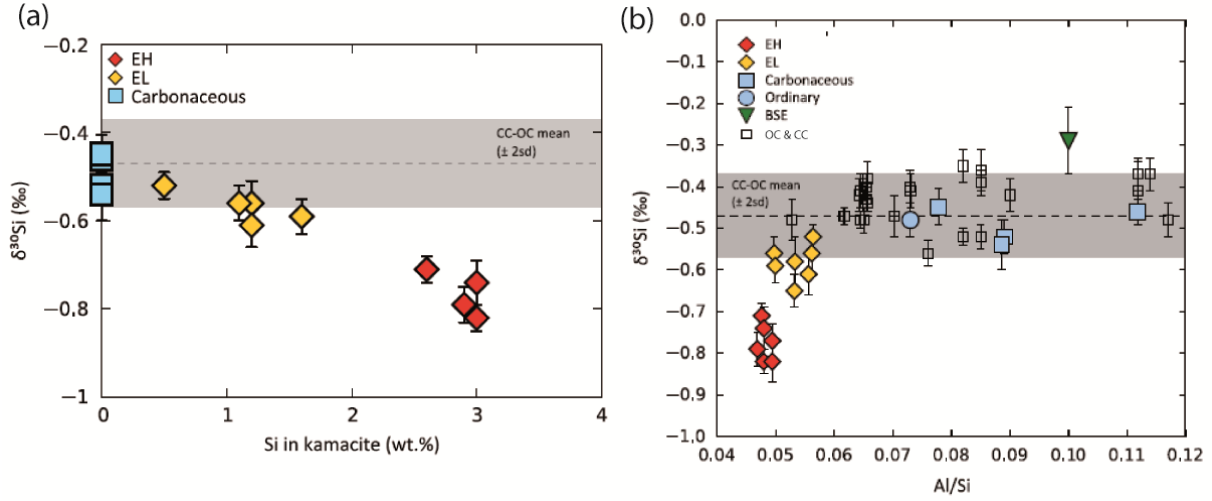 (a)
−0.2
EH
EL
Carbonaceous
−0.4
CC-OC mean
(± 2sd)
δ³⁰Si (‰)
−0.6
−0.8
−1
0 1 2 3 4
Si in kamacite (wt.%)
(b)
0.0
−0.1
−0.2
−0.3
−0.4
−0.5
−0.6
−0.7
−0.8
−0.9
−1.0
EH
EL
Carbonaceous
Ordinary
BSE
OC & CC
CC-OC mean
(± 2sd)
δ³⁰Si (‰)
0.04 0.05 0.06 0.07 0.08 0.09 0.10 0.11 0.12
Al/Si